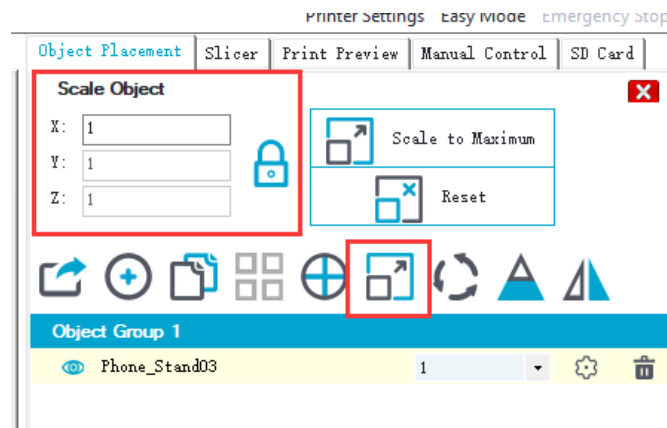 Printer Settings Easy Mode Emergency Stop
Object Placement Slicer Print Preview Manual Control SD Card
Scale Object
X: 1
Y: 1
Z: 1
Scale to Maximum
Reset
Object Group 1
Phone_Stand03 1